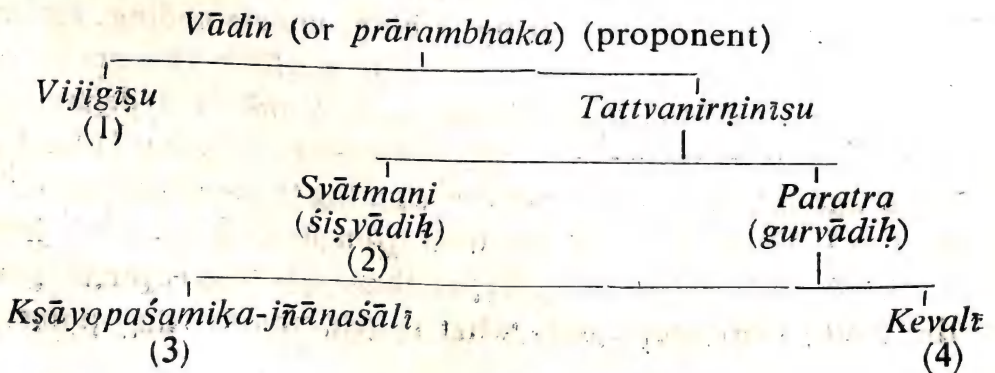 Vādin (or prārambhaka) (proponent)
Vijigīṣu Tattvanirṇinīṣu
(1)
Svātmani Paratra
(śiṣyādiḥ) (gurvādiḥ)
(2)
Kṣāyopaśamika-jñānaśālī Kevalī
(3) (4)